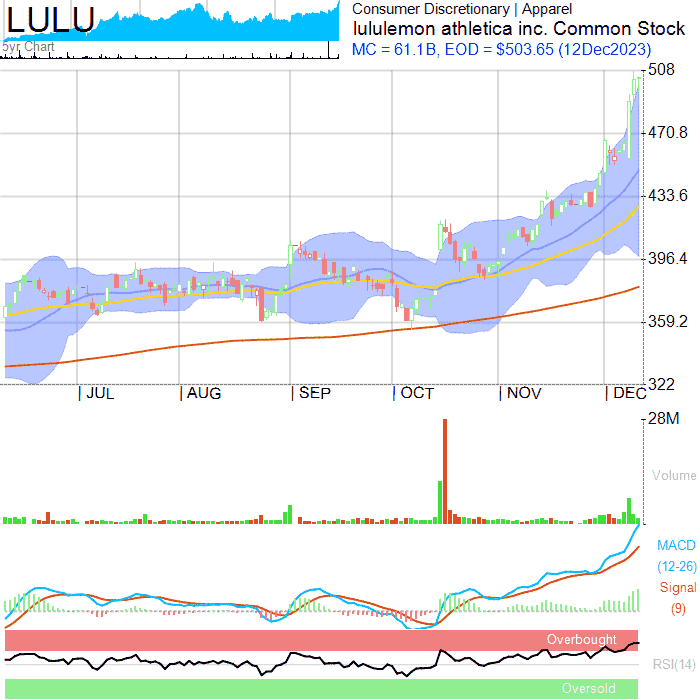 LULU
5yr Chart
Consumer Discretionary | Apparel
lululemon athletica inc. Common Stock
MC = 61.1B, EOD = $503.65 (12Dec2023)
508
470.8
433.6
396.4
359.2
322
|JUL |AUG |SEP |OCT |NOV |DEC
28M
Volume
MACD
(12-26)
Signal
(9)
Overbought
RSI(14)
Oversold